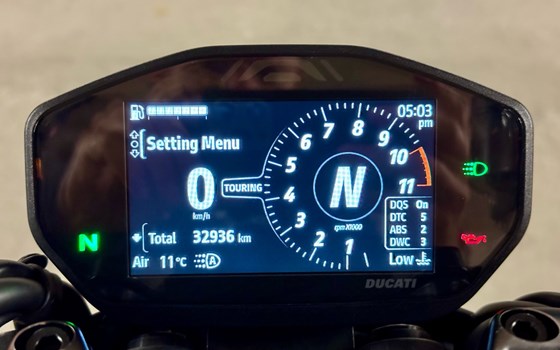 05:03
pm
Setting Menu
0
km/h
TOURING
N
rpm X1000
1
2
3
4
5
6
7
8
9
10
11
DQS On
DTC 5
ABS 2
DWC 3
N
Total 32936 km
Air 11°C
A
Low
DUCATI